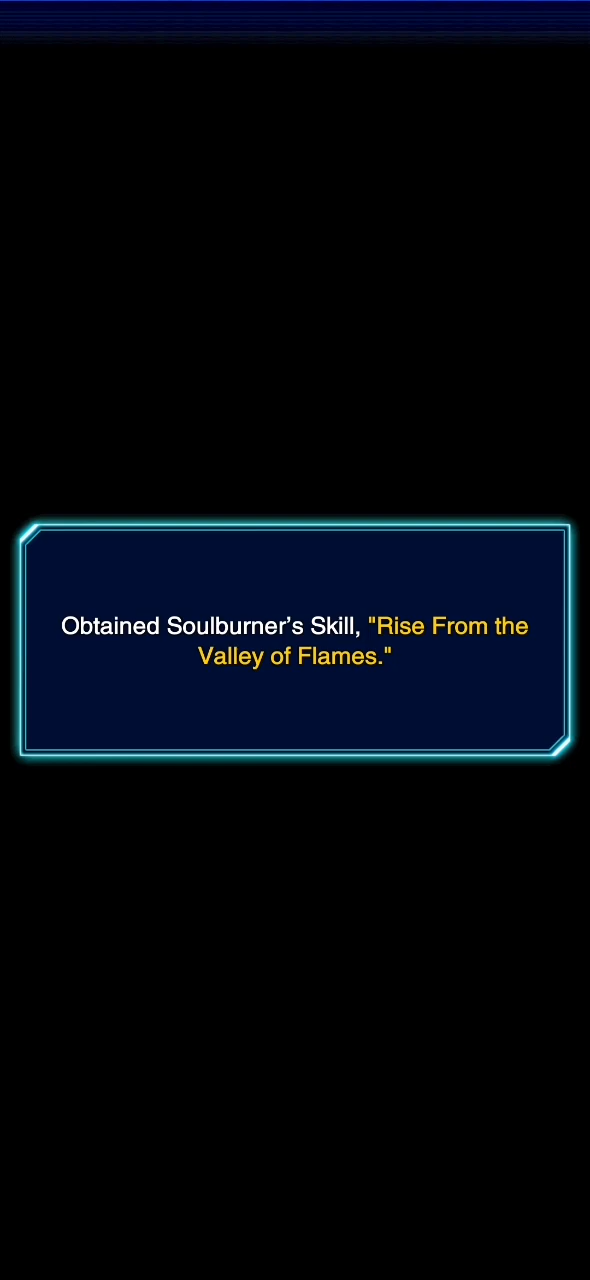 Obtained Soulburner’s Skill, "Rise From the
Valley of Flames."